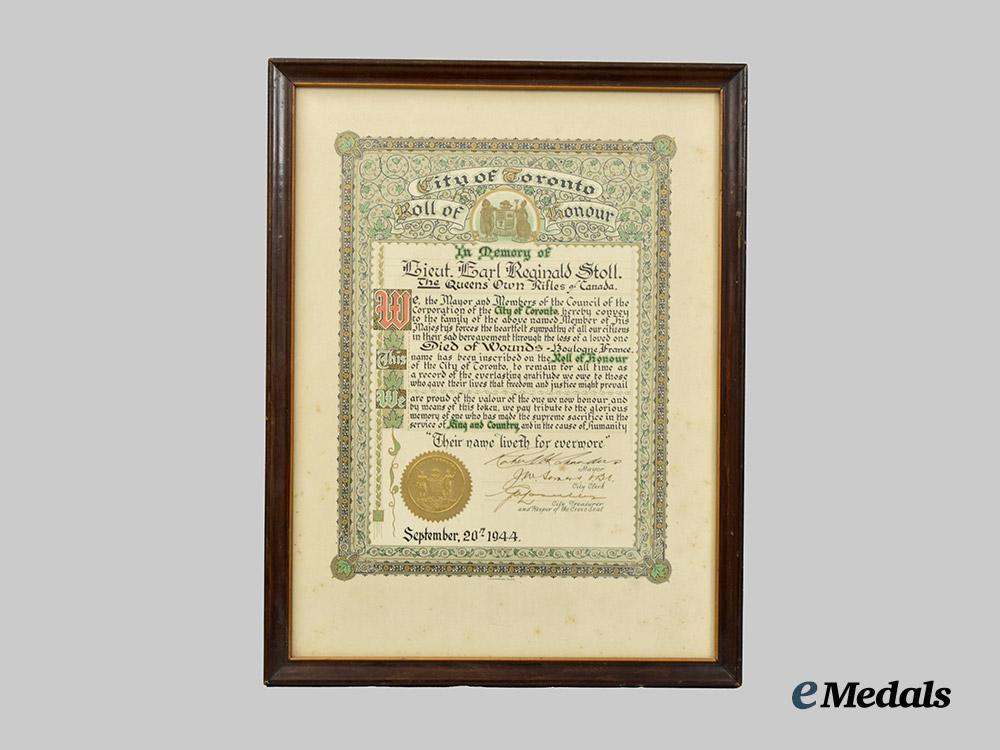 City of Toronto
Roll of Honour
In Memory of
Lieut. Earl Reginald Stoll.
The Queens Own Rifles of Canada.
We, the Mayor and Members of the Council of the
Corporation of the City of Toronto, hereby convey
to the family of the above named Member of His
Majesty's forces the heartfelt sympathy of all our citizens
in their sad bereavement through the loss of a loved one
Died of Wounds - Boulogne, France.
This name has been inscribed on the Roll of Honour
of the City of Toronto, to remain for all time as
a record of the everlasting gratitude we owe to those
who gave their lives that freedom and justice might prevail
We are proud of the valour of the one we now honour and
by means of this token, we pay tribute to the glorious
memory of one who has made the supreme sacrifice in the
service of King and Country, and in the cause of humanity
"Their name liveth for evermore"
Robert H. Saunders
Mayor
City Clerk
City Treasurer
and Keeper of the Civic Seal
September, 20th 1944.
eMedals